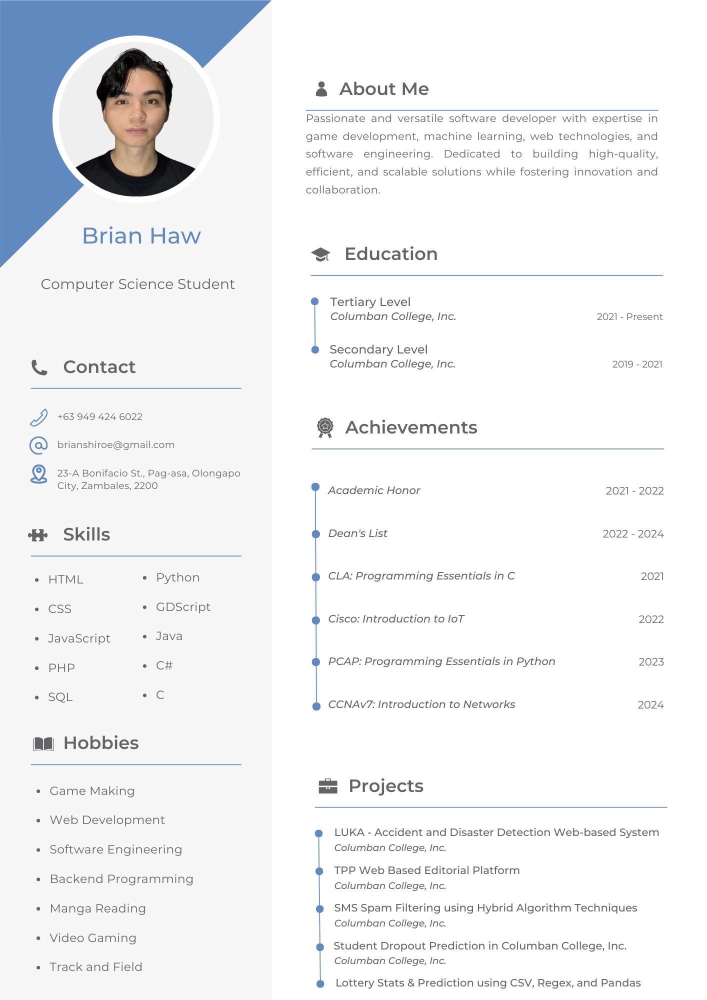 Brian Haw
Computer Science Student
Contact
+63 949 424 6022
brianshiroe@gmail.com
23-A Bonifacio St., Pag-asa, Olongapo
City, Zambales, 2200
Skills
HTML
CSS
JavaScript
PHP
SQL
Python
GDScript
Java
C#
C
Hobbies
Game Making
Web Development
Software Engineering
Backend Programming
Manga Reading
Video Gaming
Track and Field
About Me
Passionate and versatile software developer with expertise in
game development, machine learning, web technologies, and
software engineering. Dedicated to building high-quality,
efficient, and scalable solutions while fostering innovation and
collaboration.
Education
Tertiary Level
Columban College, Inc. 2021 - Present
Secondary Level
Columban College, Inc. 2019 - 2021
Achievements
Academic Honor 2021 - 2022
Dean's List 2022 - 2024
CLA: Programming Essentials in C 2021
Cisco: Introduction to IoT 2022
PCAP: Programming Essentials in Python 2023
CCNAv7: Introduction to Networks 2024
Projects
LUKA - Accident and Disaster Detection Web-based System
Columban College, Inc.
TPP Web Based Editorial Platform
Columban College, Inc.
SMS Spam Filtering using Hybrid Algorithm Techniques
Columban College, Inc.
Student Dropout Prediction in Columban College, Inc.
Columban College, Inc.
Lottery Stats & Prediction using CSV, Regex, and Pandas